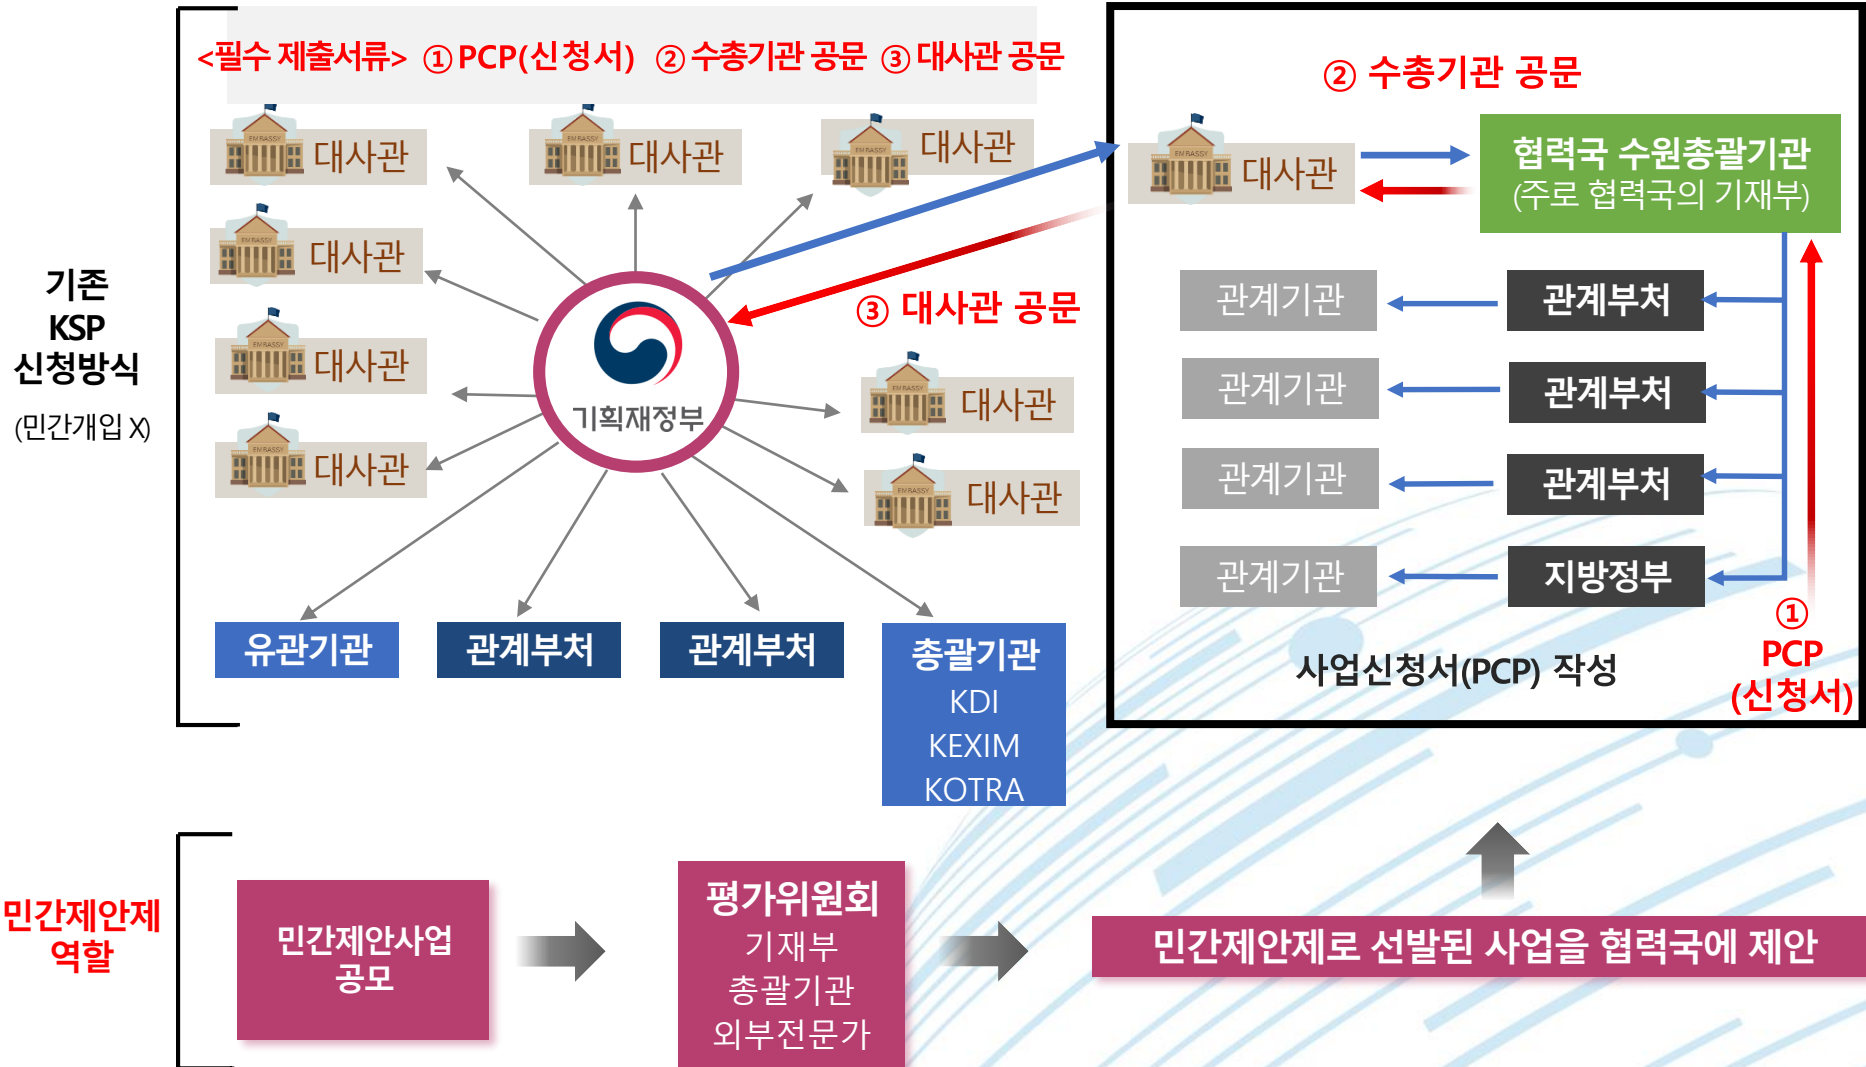 <필수 제출서류> ① PCP(신청서) ② 수총기관 공문 ③ 대사관 공문
EMBASSY 대사관
EMBASSY 대사관
EMBASSY 대사관
EMBASSY 대사관
EMBASSY 대사관
EMBASSY 대사관
EMBASSY 대사관
EMBASSY 대사관
기존
KSP
신청방식
(민간개입 X)
기획재정부
③ 대사관 공문
유관기관
관계부처
관계부처
총괄기관
KDI
KEXIM
KOTRA
② 수총기관 공문
EMBASSY 대사관
협력국 수원총괄기관
(주로 협력국의 기재부)
관계기관
관계부처
관계기관
관계부처
관계기관
관계부처
관계기관
지방정부
①
PCP
(신청서)
사업신청서(PCP) 작성
민간제안제
역할
민간제안사업
공모
평가위원회
기재부
총괄기관
외부전문가
민간제안제로 선발된 사업을 협력국에 제안